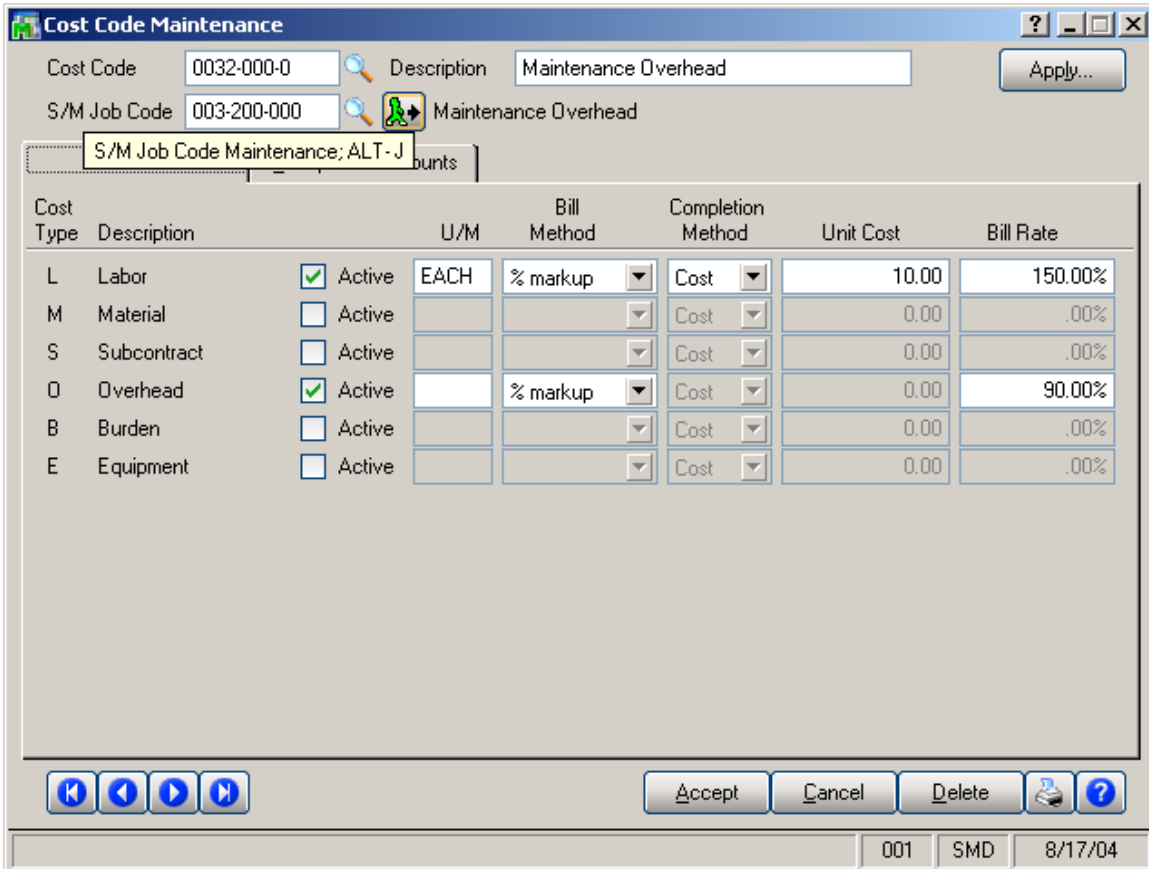 Cost Code Maintenance
Cost Code 0032-000-0 Description Maintenance Overhead Apply...
S/M Job Code 003-200-000 Maintenance Overhead
S/M Job Code Maintenance; ALT-J
Cost Type Description U/M Bill Method Completion Method Unit Cost Bill Rate
L Labor Active EACH % markup Cost 10.00 150.00%
M Material Active Cost 0.00 .00%
S Subcontract Active Cost 0.00 .00%
O Overhead Active % markup Cost 0.00 90.00%
B Burden Active Cost 0.00 .00%
E Equipment Active Cost 0.00 .00%
Accept Cancel Delete
001 SMD 8/17/04